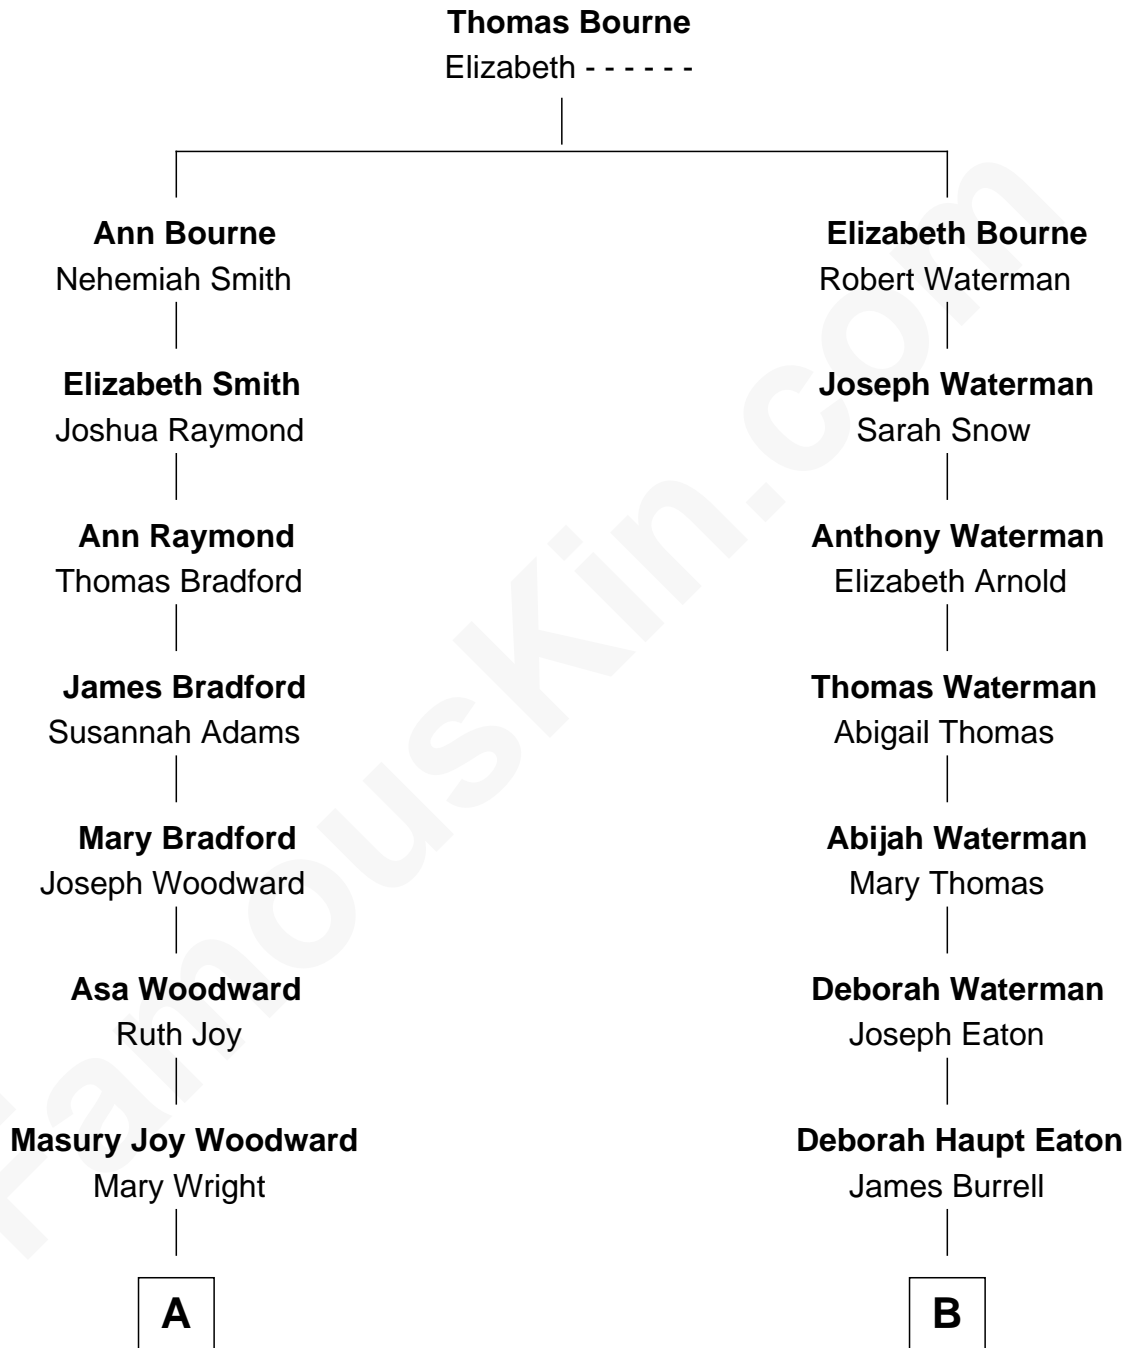 Thomas Bourne
Elizabeth - - - - - -
Ann Bourne
Nehemiah Smith
Elizabeth Bourne
Robert Waterman
Elizabeth Smith
Joshua Raymond
Joseph Waterman
Sarah Snow
Ann Raymond
Thomas Bradford
Anthony Waterman
Elizabeth Arnold
James Bradford
Susannah Adams
Thomas Waterman
Abigail Thomas
Mary Bradford
Joseph Woodward
Abijah Waterman
Mary Thomas
Asa Woodward
Ruth Joy
Deborah Waterman
Joseph Eaton
Masury Joy Woodward
Mary Wright
Deborah Haupt Eaton
James Burrell
A
B
FamousKin.com